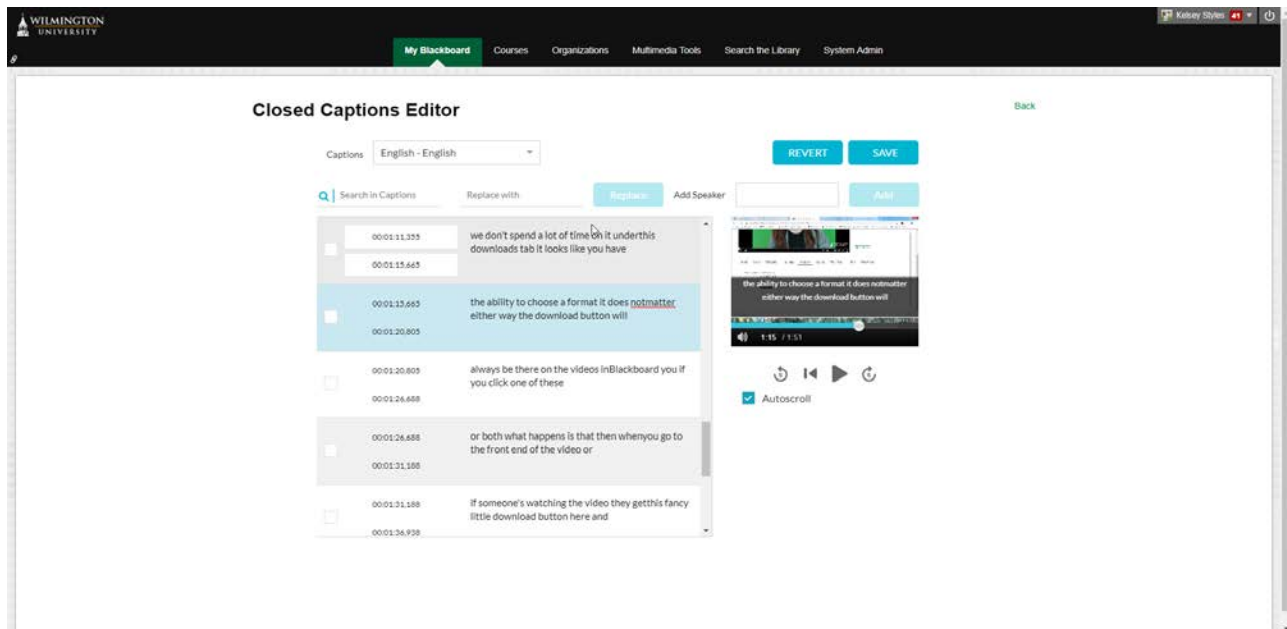 WILMINGTON
UNIVERSITY
Kelsey Styles 41
My Blackboard Courses Organizations Multimedia Tools Search the Library System Admin
Closed Captions Editor
Back
Captions English - English
REVERT SAVE
Search in Captions Replace with Replace Add Speaker Add
00:01:11,355
00:01:15,665
we don't spend a lot of time on it underthis
downloads tab it looks like you have
00:01:15,665
00:01:20,805
the ability to choose a format it does notmatter
either way the download button will
00:01:20,805
00:01:26,688
always be there on the videos inBlackboard you if
you click one of these
00:01:26,688
00:01:31,188
or both what happens is that then whenyou go to
the front end of the video or
00:01:31,188
00:01:36,938
if someone's watching the video they getthis fancy
little download button here and
the ability to choose a format it does notmatter
either way the download button will
1:15 / 1:51
Autoscroll